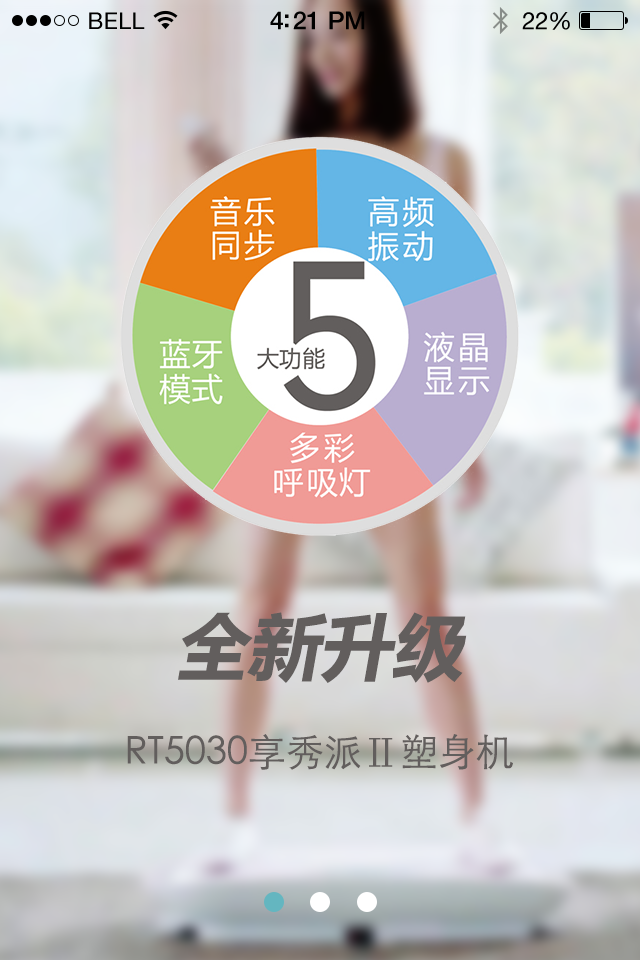 BELL 4:21 PM 22%
音乐
同步
高频
振动
蓝牙
模式
5
大功能
液晶
显示
多彩
呼吸灯
全新升级
RT5030享秀派Ⅱ塑身机